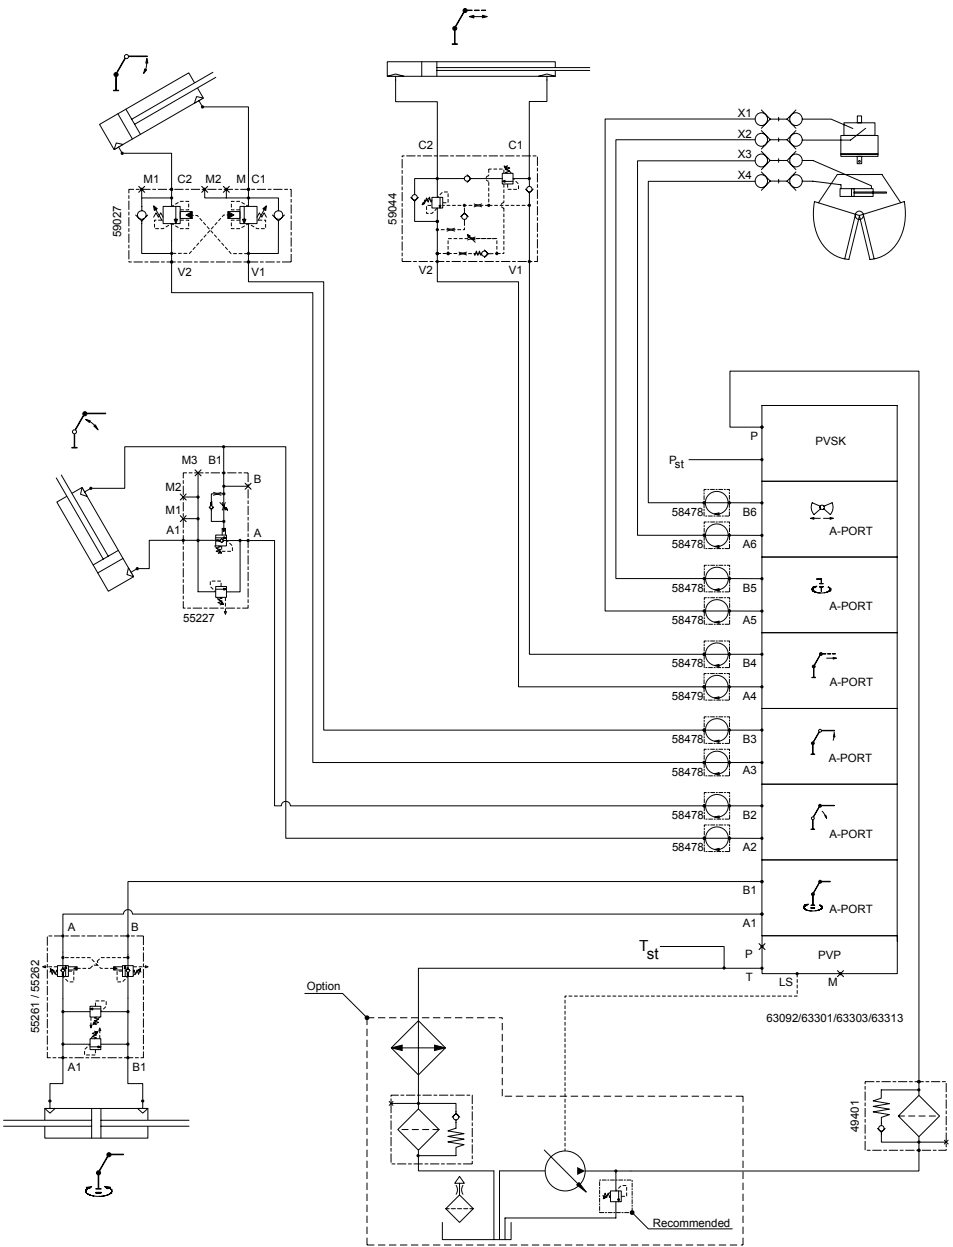 X1
X2
X3
X4
M1
C2
M2
M
C1
59027
V2
V1
C2
C1
59044
V2
V1
P
PVSK
Pst
58478
B6
A-PORT
58478
A6
58478
B5
A-PORT
58478
A5
58478
B4
A-PORT
58479
A4
58478
B3
A-PORT
58478
A3
58478
B2
A-PORT
58478
A2
B1
A-PORT
A1
M3
B1
B
M2
M1
A1
A
55227
Tst
P
PVP
T
LS
M
63092/63301/63303/63313
A
B
55261 / 55262
A1
B1
Option
49401
Recommended